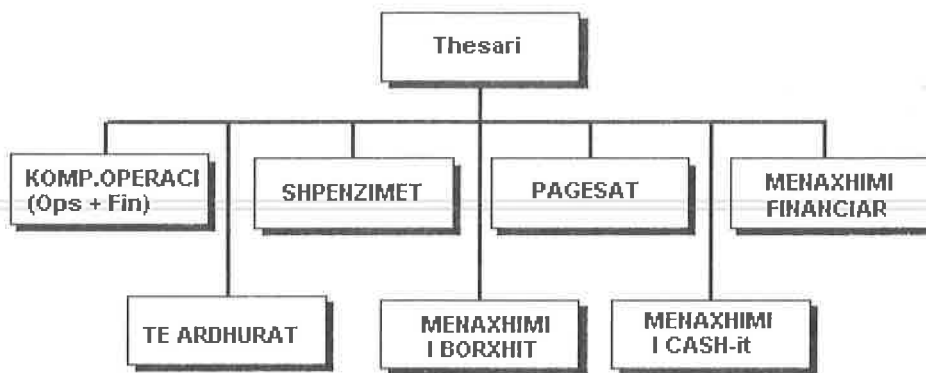 Thesari
KOMP.OPERACI
(Ops + Fin)
SHPENZIMET
PAGESAT
MENAXHIMI
FINANCIAR
TE ARDHURAT
MENAXHIMI
I BORXHIT
MENAXHIMI
I CASH-it